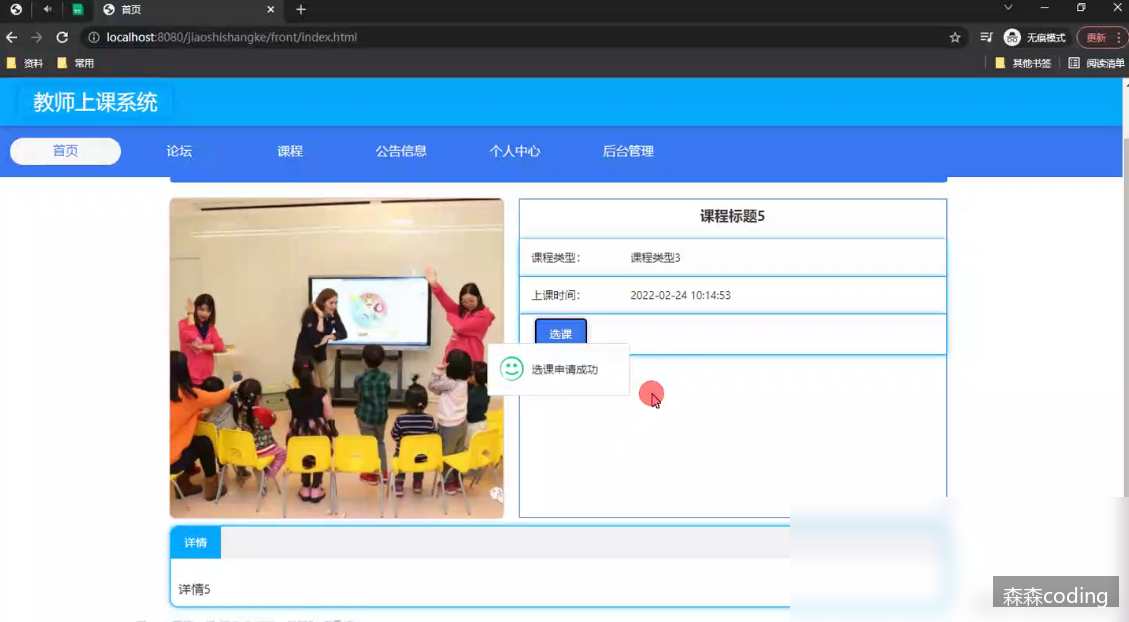 首页
localhost:8080/jiaoshishangke/front/index.html
无痕模式
更新
资料
常用
其他书签
阅读清单
教师上课系统
首页
论坛
课程
公告信息
个人中心
后台管理
课程标题5
课程类型：
课程类型3
上课时间：
2022-02-24 10:14:53
选课
选课申请成功
详情
详情5
森森coding